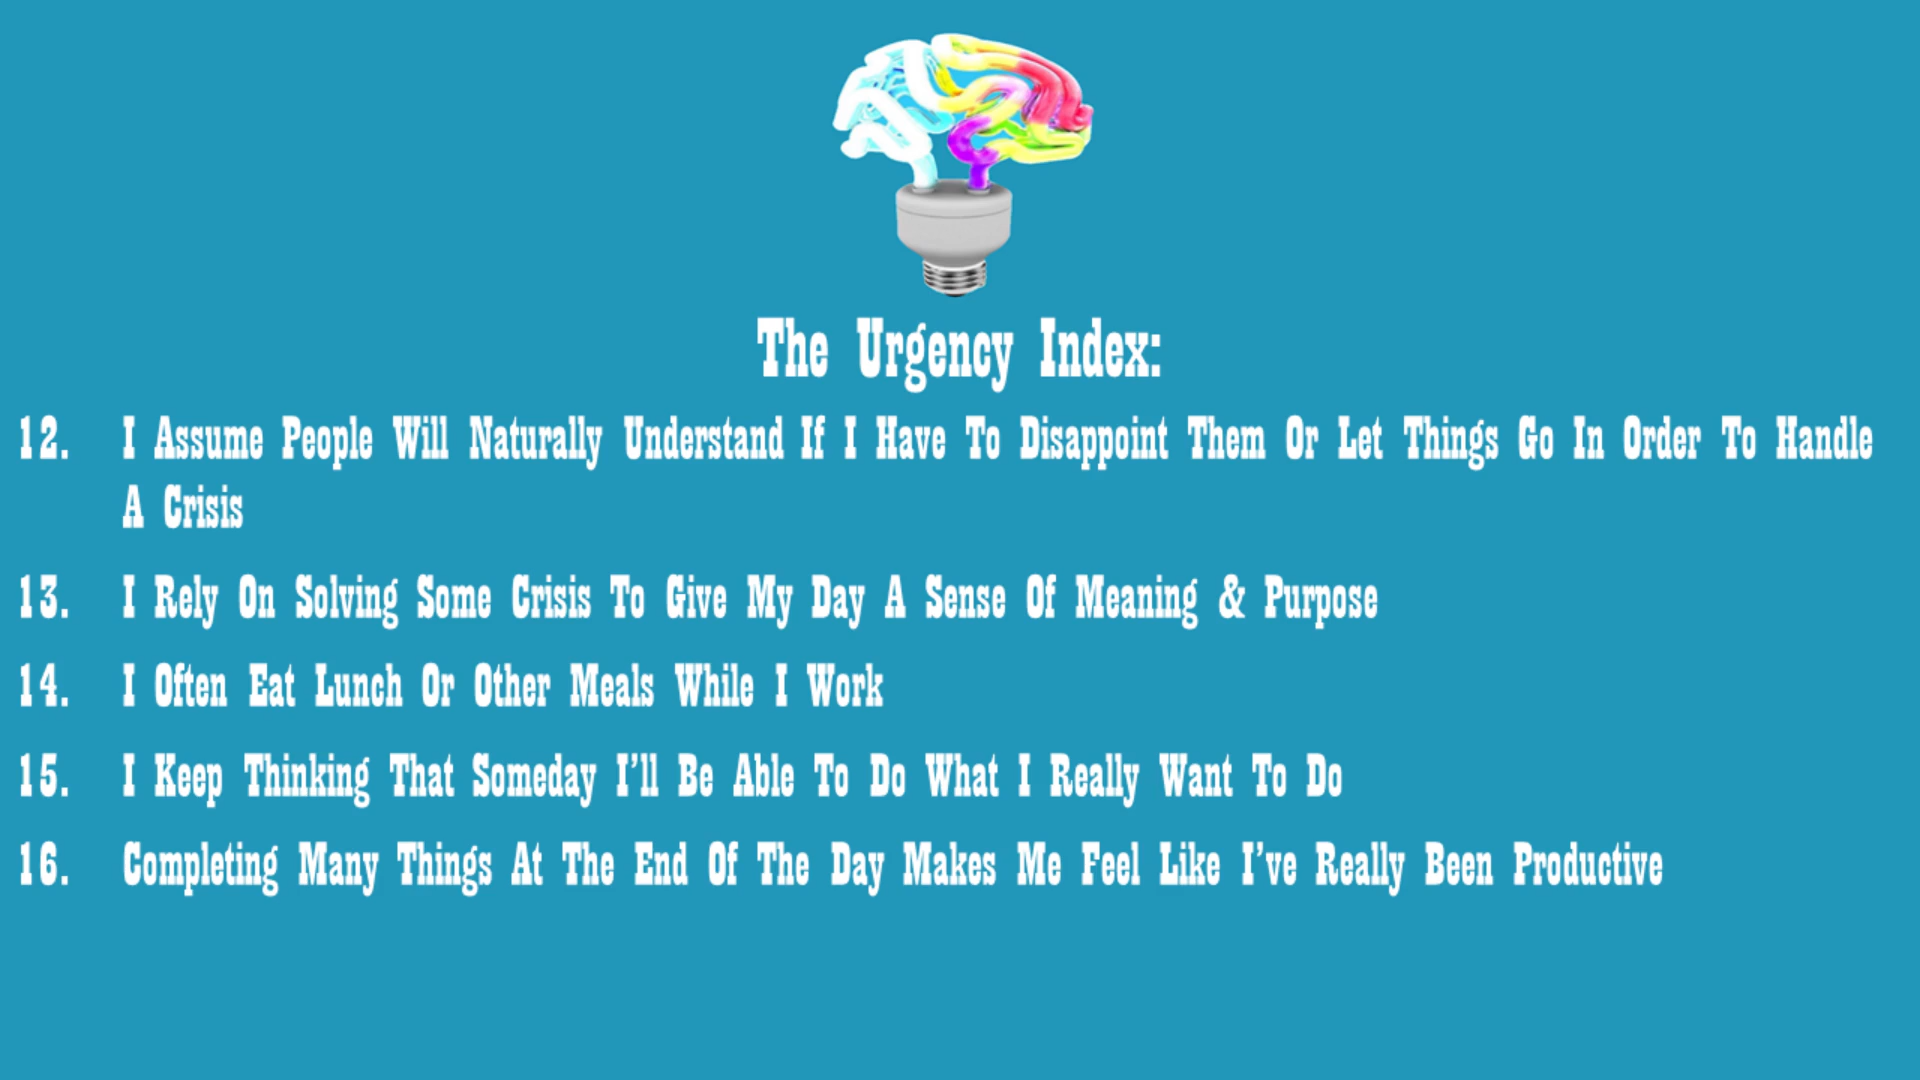 The Urgency Index:
12. I Assume People Will Naturally Understand If I Have To Disappoint Them Or Let Things Go In Order To Handle
A Crisis
13. I Rely On Solving Some Crisis To Give My Day A Sense Of Meaning & Purpose
14. I Often Eat Lunch Or Other Meals While I Work
15. I Keep Thinking That Someday I’ll Be Able To Do What I Really Want To Do
16. Completing Many Things At The End Of The Day Makes Me Feel Like I’ve Really Been Productive